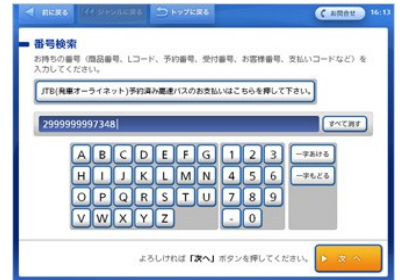 前に戻る
ジャンルに戻る
トップに戻る
お問合せ
16:13
番号検索
お持ちの番号（商品番号、Lコード、予約番号、受付番号、お客様番号、支払いコードなど）を
入力してください。
JTB(発車オーライネット)予約済み高速バスのお支払いはこちらを押して下さい。
2999999997348
すべて消す
A B C D E F G 1 2 3 一字あける
H I J K L M N 4 5 6 一字もどる
O P Q R S T U 7 8 9
V W X Y Z - 0
よろしければ「次へ」ボタンを押してください。
次 へ